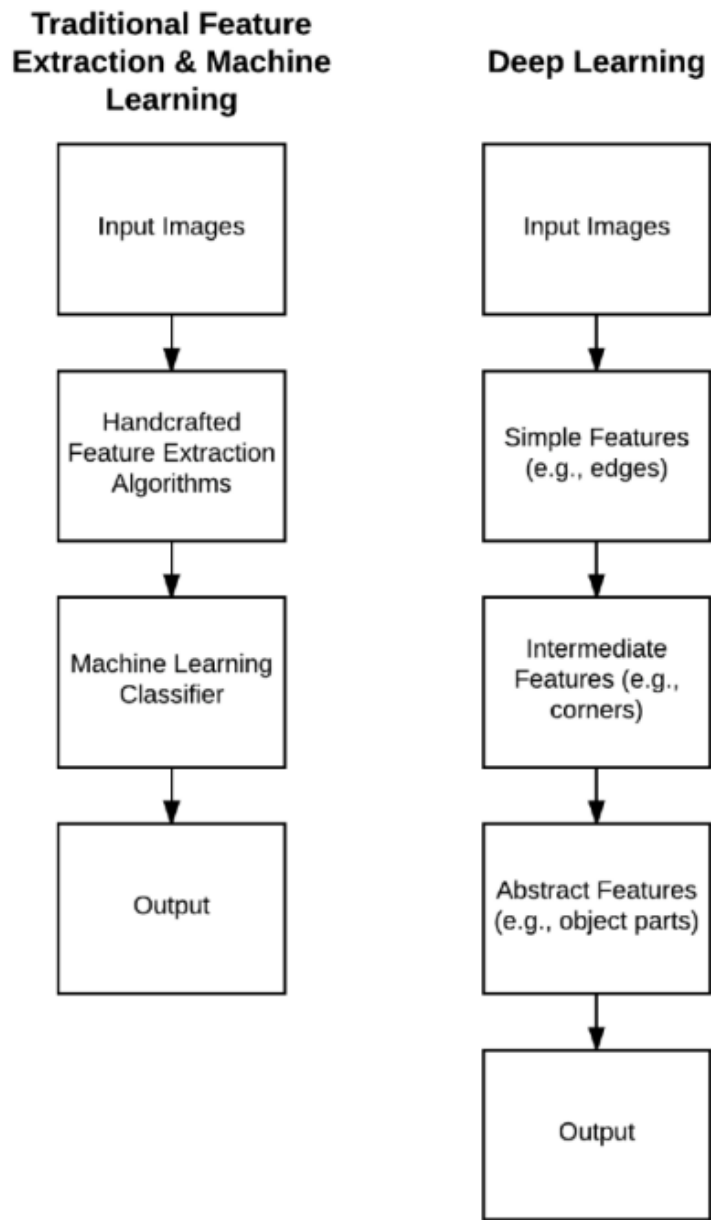 Traditional Feature
Extraction & Machine
Learning
Input Images
Handcrafted
Feature Extraction
Algorithms
Machine Learning
Classifier
Output
Deep Learning
Input Images
Simple Features
(e.g., edges)
Intermediate
Features (e.g.,
corners)
Abstract Features
(e.g., object parts)
Output